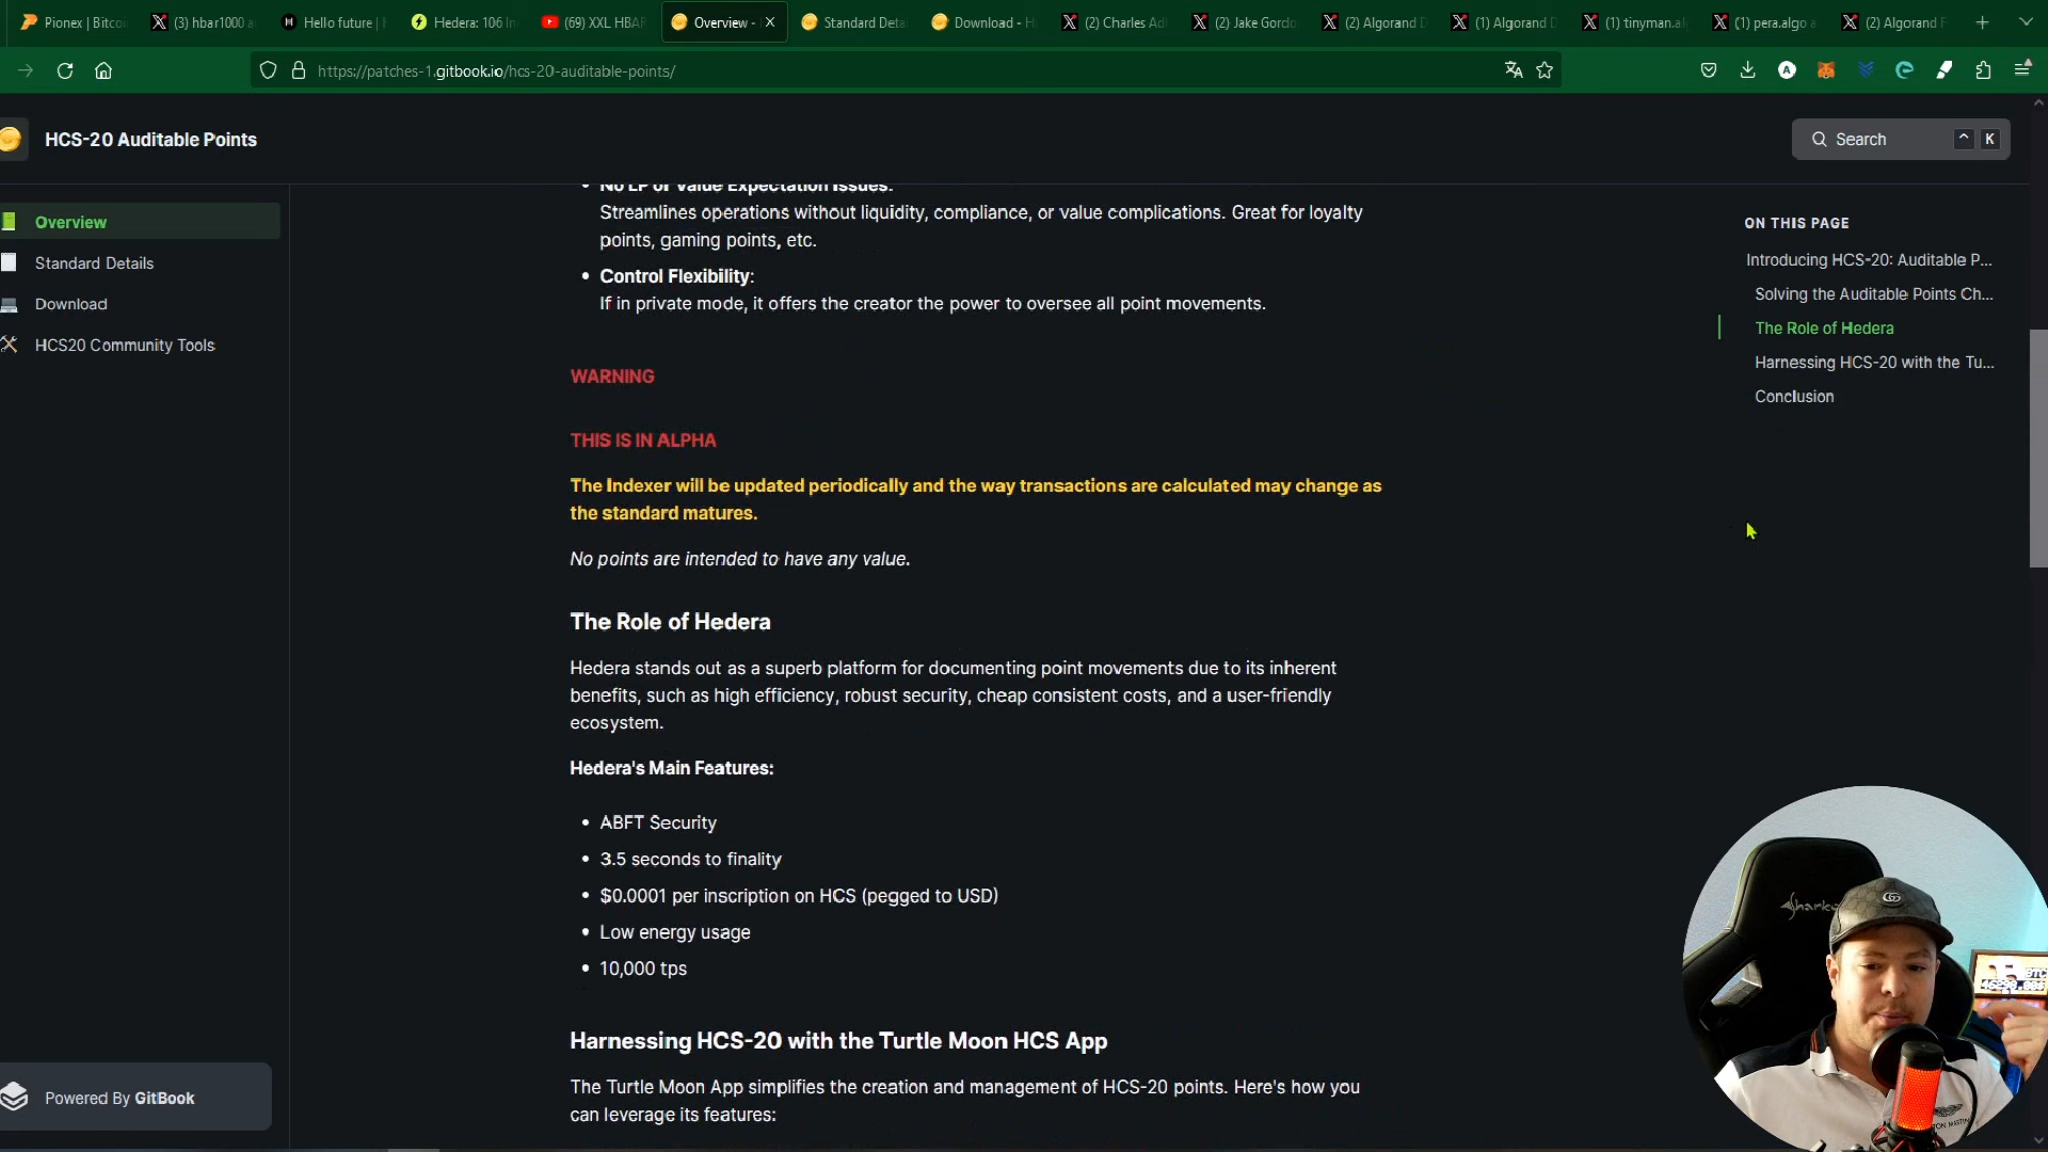 Pionex | Bitcoi
(3) hbar1000 a
Hello future |
Hedera: 106 In
(69) XXL HBAR
Overview -
Standard Deta
Download - H
(2) Charles Ad
(2) Jake Gordo
(2) Algorand D
(1) Algorand D
(1) tinyman.al
(1) pera.algo a
(2) Algorand F
https://patches-1.gitbook.io/hcs-20-auditable-points/
HCS-20 Auditable Points
Search ^ K
Overview
Standard Details
Download
HCS20 Community Tools
Powered By GitBook
• No LP or Value Expectation Issues:
Streamlines operations without liquidity, compliance, or value complications. Great for loyalty
points, gaming points, etc.
• Control Flexibility:
If in private mode, it offers the creator the power to oversee all point movements.
WARNING
THIS IS IN ALPHA
The Indexer will be updated periodically and the way transactions are calculated may change as
the standard matures.
No points are intended to have any value.
The Role of Hedera
Hedera stands out as a superb platform for documenting point movements due to its inherent
benefits, such as high efficiency, robust security, cheap consistent costs, and a user-friendly
ecosystem.
Hedera's Main Features:
• ABFT Security
• 3.5 seconds to finality
• $0.0001 per inscription on HCS (pegged to USD)
• Low energy usage
• 10,000 tps
Harnessing HCS-20 with the Turtle Moon HCS App
The Turtle Moon App simplifies the creation and management of HCS-20 points. Here's how you
can leverage its features:
ON THIS PAGE
Introducing HCS-20: Auditable P...
Solving the Auditable Points Ch...
The Role of Hedera
Harnessing HCS-20 with the Tu...
Conclusion